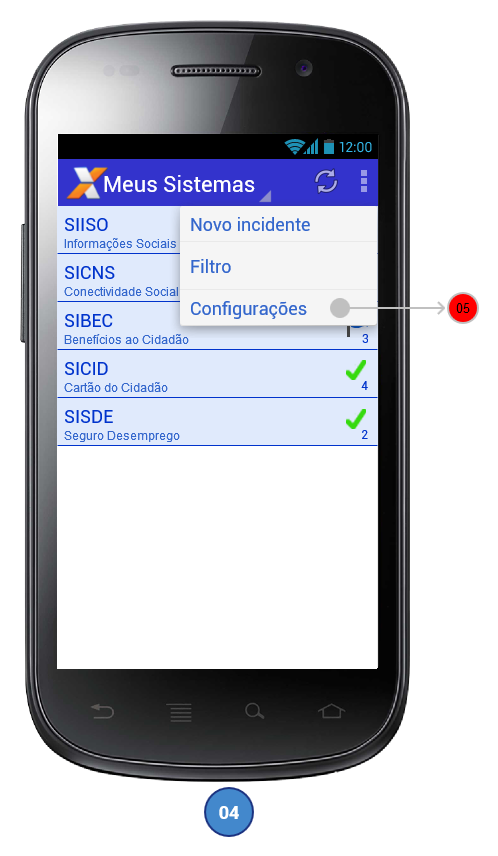 12:00
Meus Sistemas
SIISO
Informações Sociais
Novo incidente
Filtro
Configurações
05
SICNS
Conectividade Social
SIBEC
Benefícios ao Cidadão
3
SICID
Cartão do Cidadão
4
SISDE
Seguro Desemprego
2
04